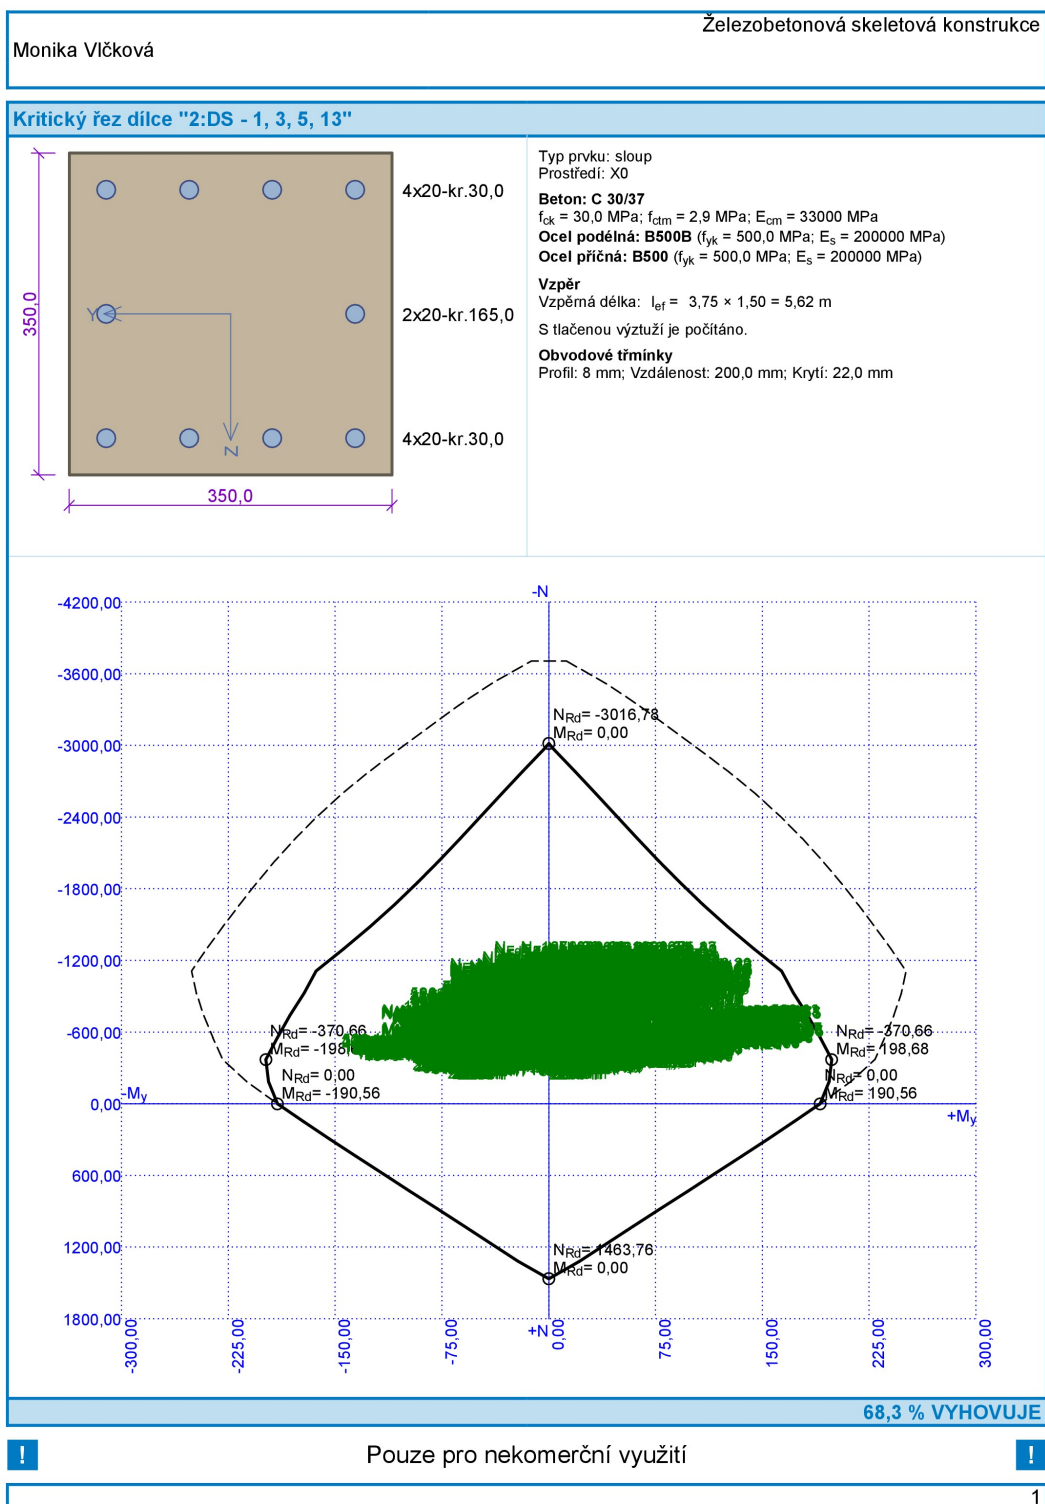 Železobetonová skeletová konstrukce
Monika Vlčková
Kritický řez dílce "2:DS - 1, 3, 5, 13"
4x20-kr.30,0
2x20-kr.165,0
4x20-kr.30,0
350,0
350,0
Y
Z
Typ prvku: sloup
Prostředí: X0
Beton: C 30/37
fck = 30,0 MPa; fctm = 2,9 MPa; Ecm = 33000 MPa
Ocel podélná: B500B (fyk = 500,0 MPa; Es = 200000 MPa)
Ocel příčná: B500 (fyk = 500,0 MPa; Es = 200000 MPa)
Vzpěr
Vzpěrná délka: lef = 3,75 × 1,50 = 5,62 m
S tlačenou výztuží je počítáno.
Obvodové třmínky
Profil: 8 mm; Vzdálenost: 200,0 mm; Krytí: 22,0 mm
-N
-4200,00
-3600,00
-3000,00
-2400,00
-1800,00
-1200,00
-600,00
0,00
600,00
1200,00
1800,00
NRd= -3016,78
MRd= 0,00
NRd= -370,66
MRd= -198,
NRd= 0,00
MRd= -190,56
NRd= -370,66
MRd= 198,68
NRd= 0,00
MRd= 190,56
-My
+My
NRd= 1463,76
MRd= 0,00
+N
-300,00
-225,00
-150,00
-75,00
0,00
75,00
150,00
225,00
300,00
68,3 % VYHOVUJE
! Pouze pro nekomerční využití !
1